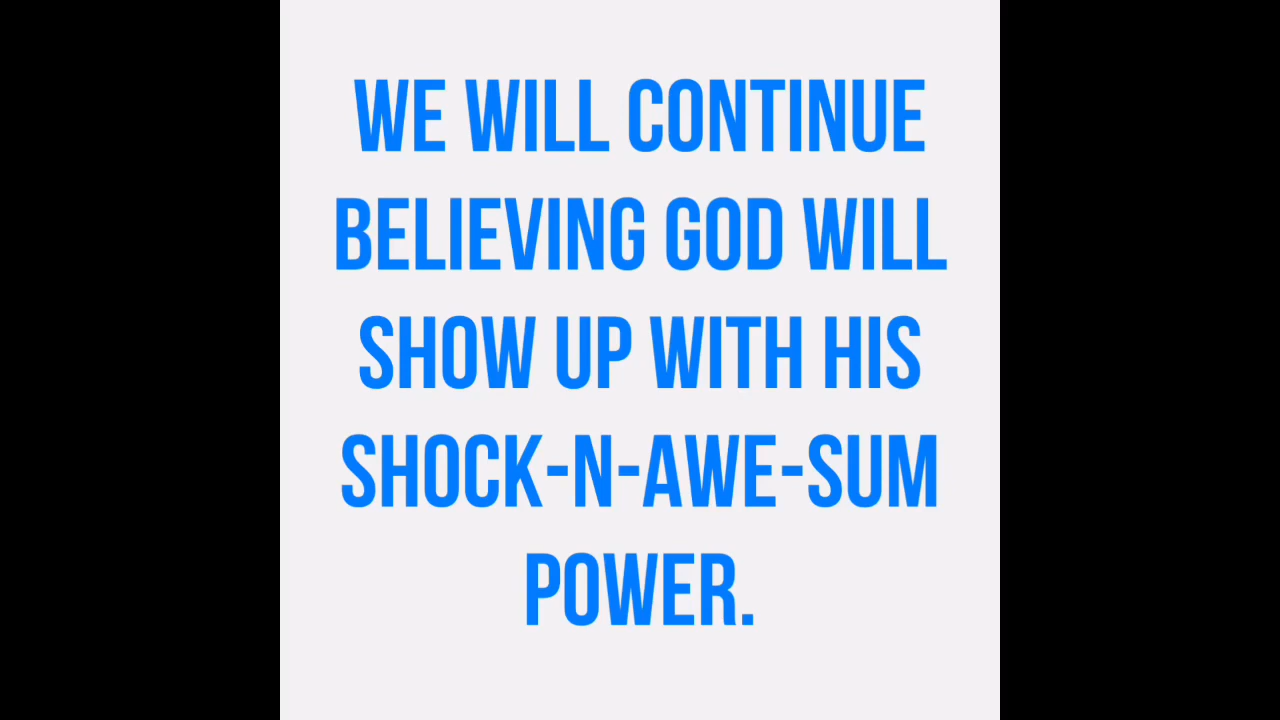 WE WILL CONTINUE
BELIEVING GOD WILL
SHOW UP WITH HIS
SHOCK-N-AWE-SUM
POWER.